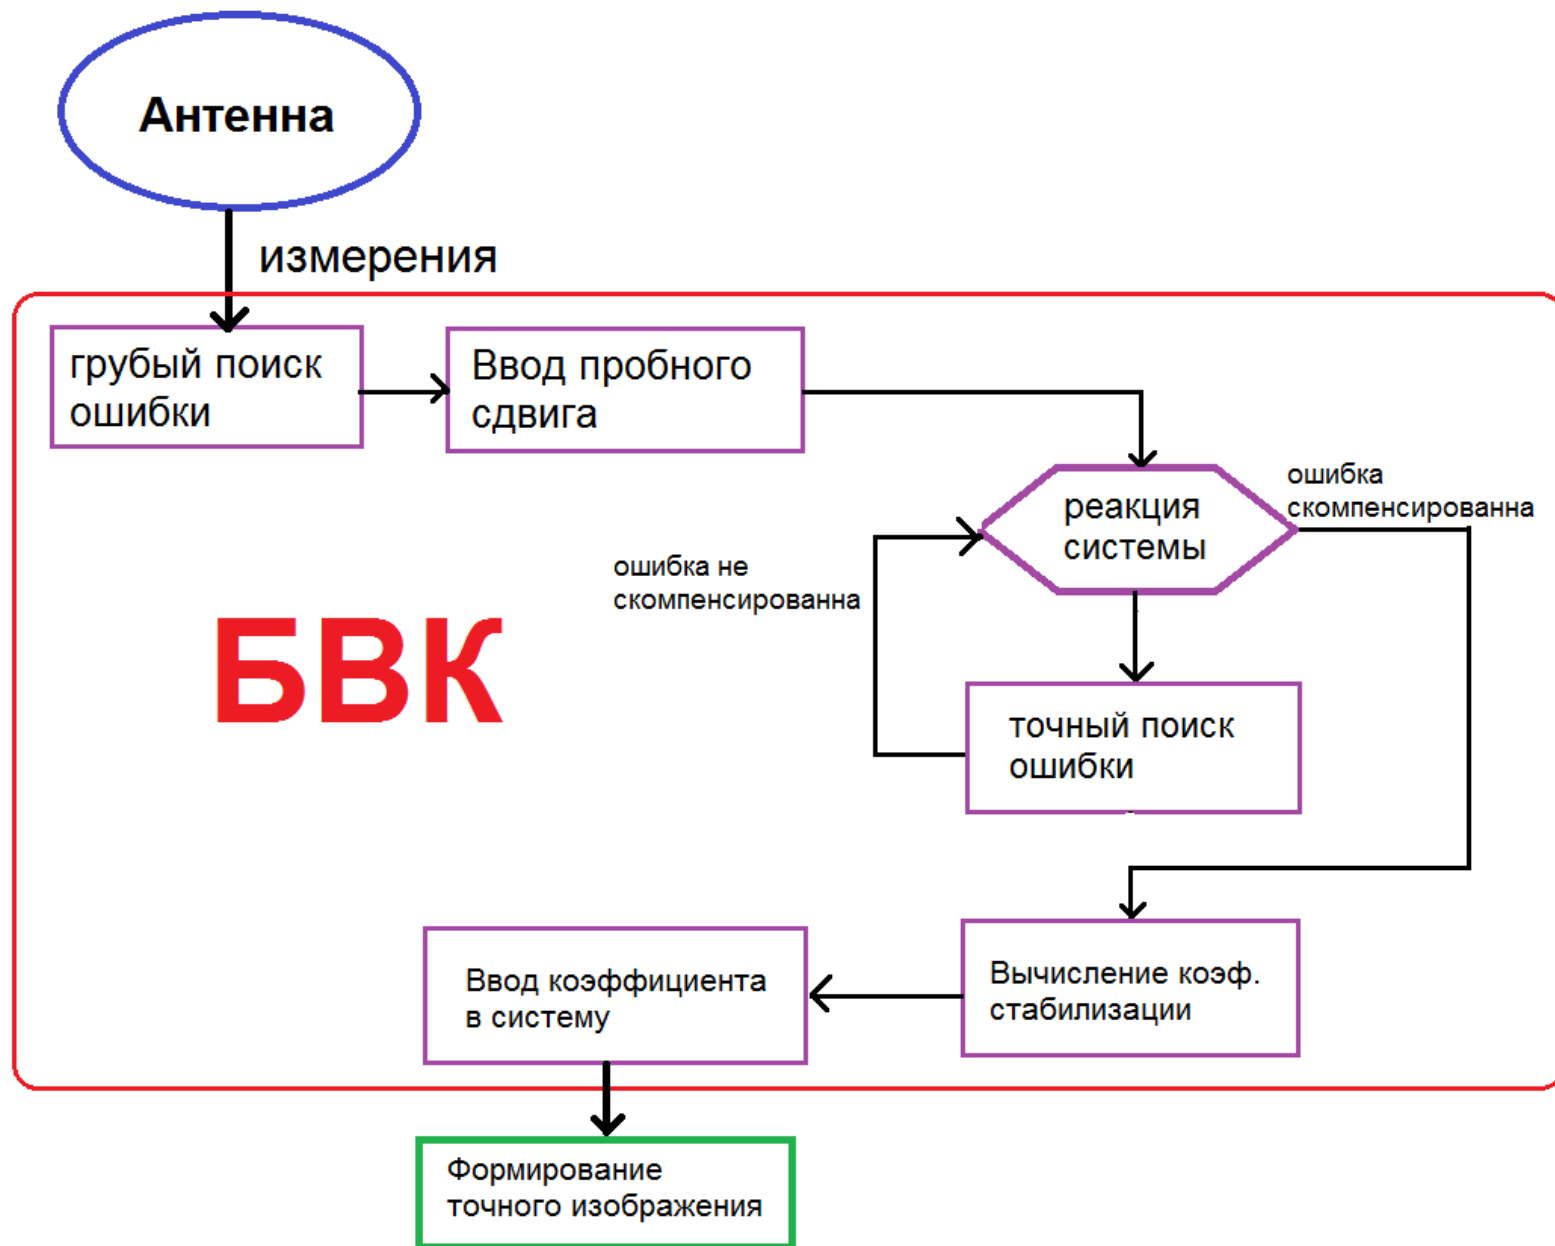 Антенна
измерения
грубый поиск
ошибки
Ввод пробного
сдвига
реакция
системы
ошибка
скомпенсированна
ошибка не
скомпенсированна
БВК
точный поиск
ошибки
Вычисление коэф.
стабилизации
Ввод коэффициента
в систему
Формирование
точного изображения